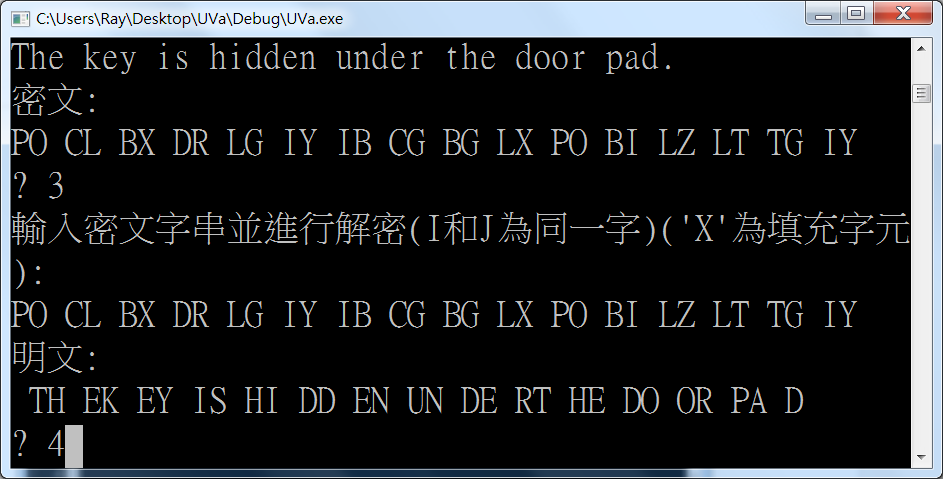 C:\Users\Ray\Desktop\UVa\Debug\UVa.exe
The key is hidden under the door pad.
密文:
PO CL BX DR LG IY IB CG BG LX PO BI LZ LT TG IY
? 3
輸入密文字串並進行解密(I和J為同一字)('X'為填充字元
):
PO CL BX DR LG IY IB CG BG LX PO BI LZ LT TG IY
明文:
TH EK EY IS HI DD EN UN DE RT HE DO OR PA D
? 4